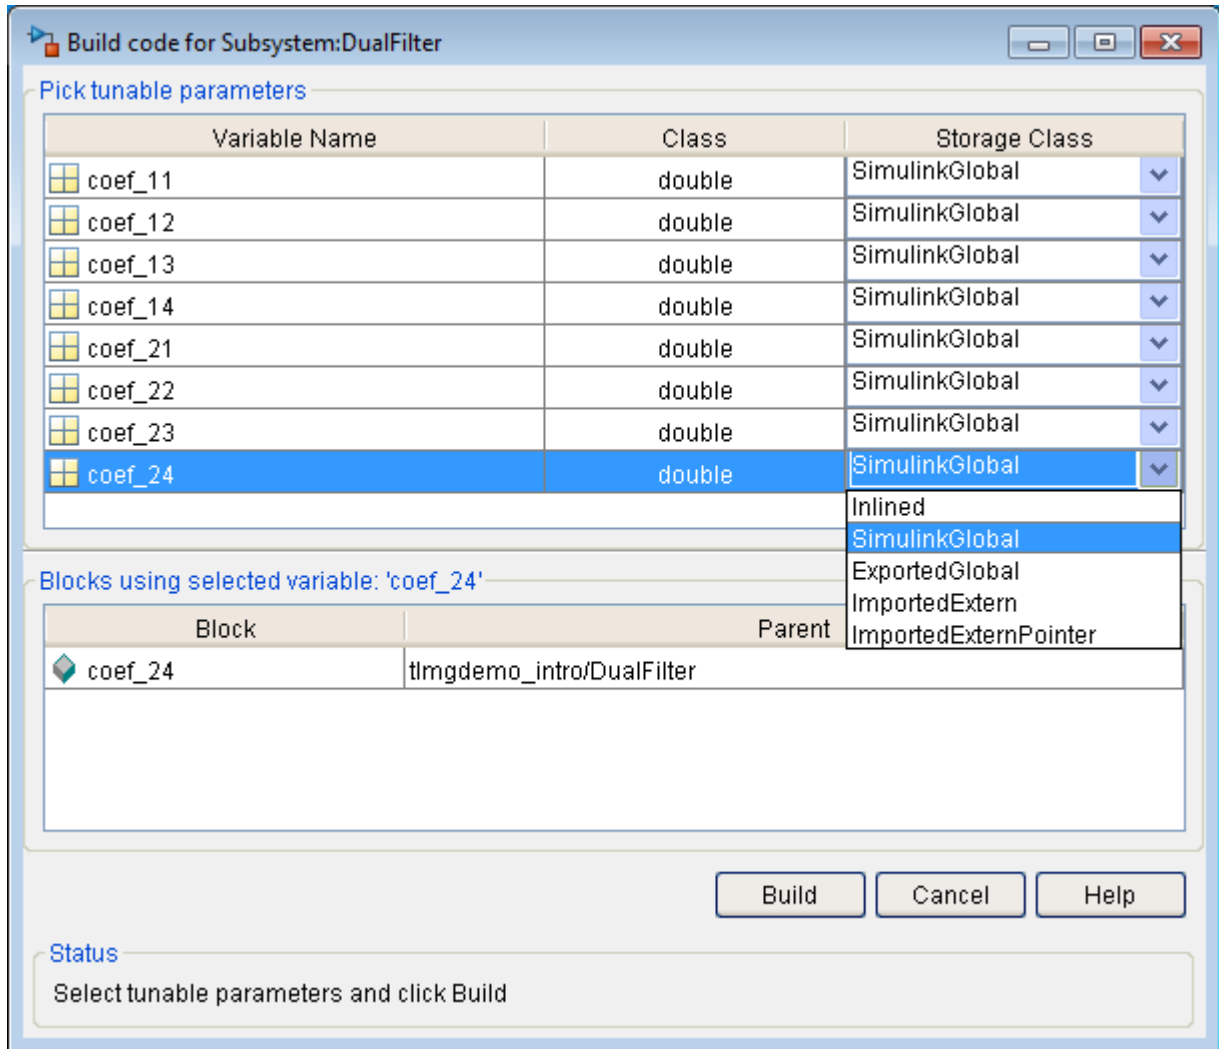 Build code for Subsystem:DualFilter
Pick tunable parameters
Variable Name Class Storage Class
coef_11 double SimulinkGlobal
coef_12 double SimulinkGlobal
coef_13 double SimulinkGlobal
coef_14 double SimulinkGlobal
coef_21 double SimulinkGlobal
coef_22 double SimulinkGlobal
coef_23 double SimulinkGlobal
coef_24 double SimulinkGlobal
Inlined
SimulinkGlobal
ExportedGlobal
ImportedExtern
ImportedExternPointer
Blocks using selected variable: 'coef_24'
Block Parent
coef_24 tlmgdemo_intro/DualFilter
Build Cancel Help
Status
Select tunable parameters and click Build